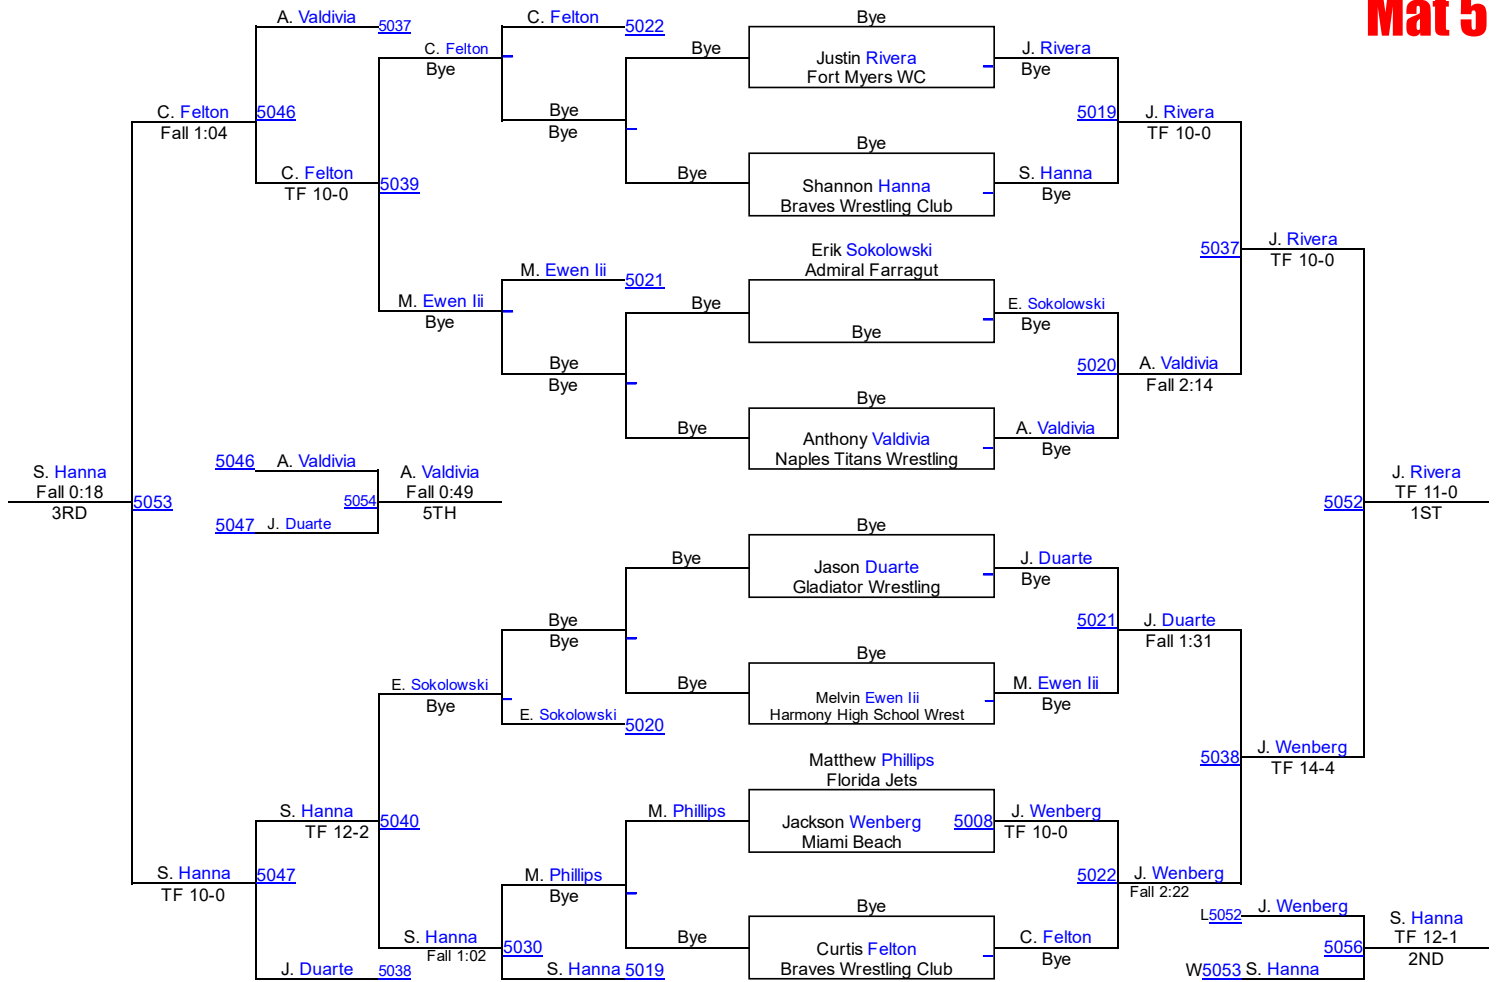 Mat 5
A. Valdivia 5037
C. Felton 5022
Bye
C. Felton
Bye
Bye
Justin Rivera
Fort Myers WC
J. Rivera
Bye
C. Felton 5046
Fall 1:04
Bye
Bye
5019 J. Rivera
TF 10-0
Bye
C. Felton
TF 10-0
5039
Bye
Shannon Hanna
Braves Wrestling Club
S. Hanna
Bye
Erik Sokolowski
Admiral Farragut
5037 J. Rivera
TF 10-0
M. Ewen Iii 5021
M. Ewen Iii
Bye
Bye
Bye
E. Sokolowski
Bye
Bye
Bye
5020 A. Valdivia
Fall 2:14
Bye
Bye
Anthony Valdivia
Naples Titans Wrestling
A. Valdivia
Bye
S. Hanna
Fall 0:18
3RD
5053
5046 A. Valdivia
5047 J. Duarte
5054
A. Valdivia
Fall 0:49
5TH
5052
J. Rivera
TF 11-0
1ST
Bye
Bye
Jason Duarte
Gladiator Wrestling
J. Duarte
Bye
Bye
Bye
5021 J. Duarte
Fall 1:31
Bye
E. Sokolowski
Bye
E. Sokolowski 5020
Bye
Melvin Ewen Iii
Harmony High School Wrest
M. Ewen Iii
Bye
Matthew Phillips
Florida Jets
5038 J. Wenberg
TF 14-4
S. Hanna
TF 12-2
5040
M. Phillips
Jackson Wenberg 5008
Miami Beach
J. Wenberg
TF 10-0
S. Hanna 5047
TF 10-0
M. Phillips
Bye
5022 J. Wenberg
Fall 2:22
Bye
S. Hanna
Fall 1:02
5030
Bye
Curtis Felton
Braves Wrestling Club
C. Felton
Bye
J. Duarte 5038
S. Hanna 5019
L5052 J. Wenberg
W5053 S. Hanna
5056
S. Hanna
TF 12-1
2ND